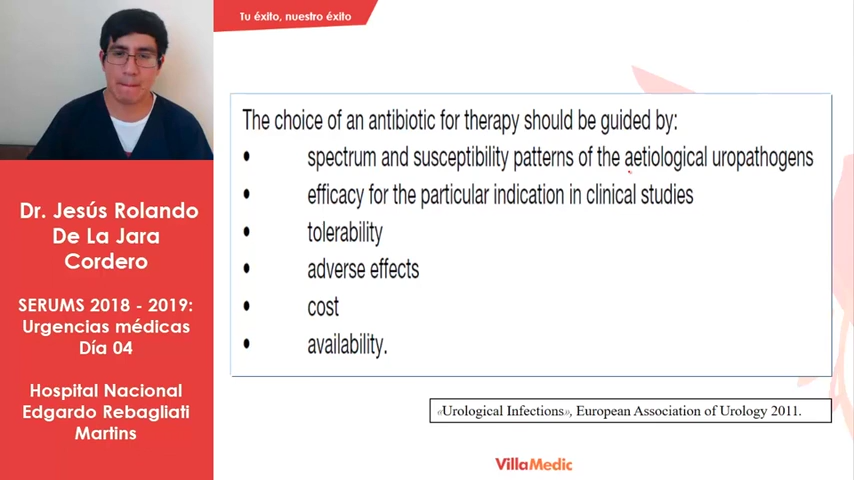 Tu éxito, nuestro éxito
Dr. Jesús Rolando
De La Jara
Cordero
SERUMS 2018 - 2019:
Urgencias médicas
Día 04
Hospital Nacional
Edgardo Rebagliati
Martins
The choice of an antibiotic for therapy should be guided by:
• spectrum and susceptibility patterns of the aetiological uropathogens
• efficacy for the particular indication in clinical studies
• tolerability
• adverse effects
• cost
• availability.
«Urological Infections», European Association of Urology 2011.
VillaMedic